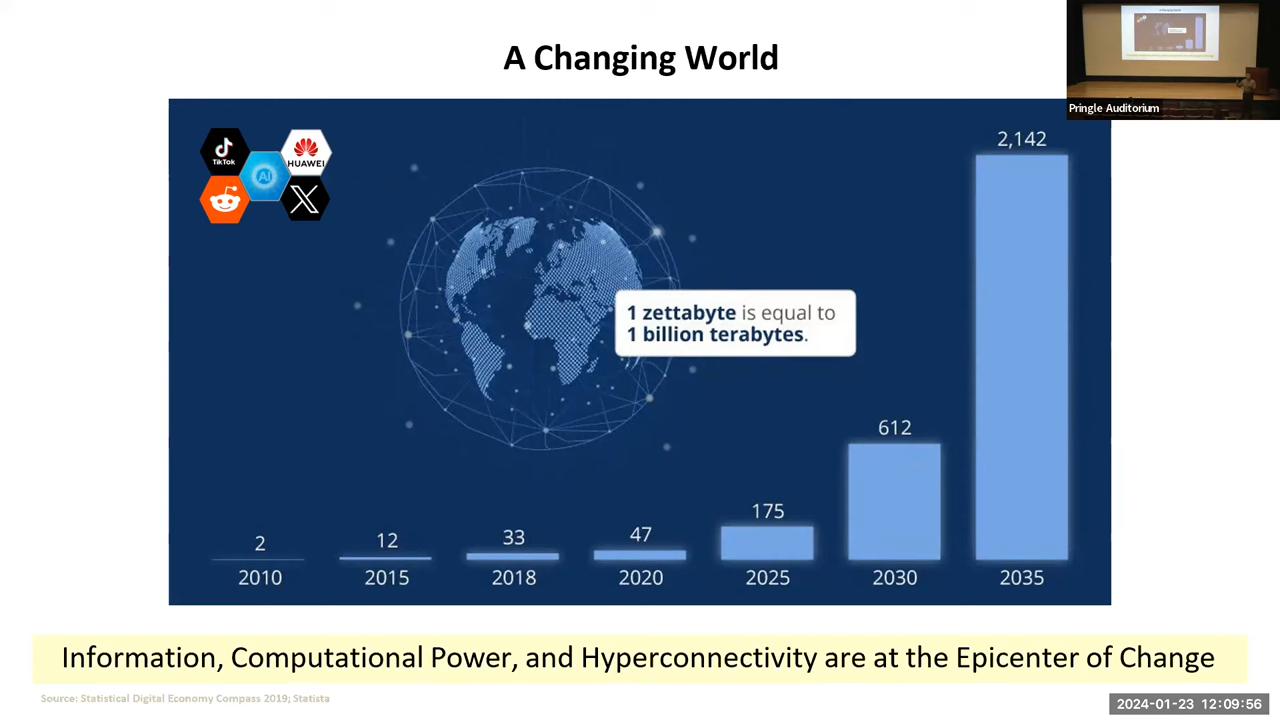 A Changing World
Pringle Auditorium
TikTok
HUAWEI
AI
X
1 zettabyte is equal to
1 billion terabytes.
2
12
33
47
175
612
2,142
2010
2015
2018
2020
2025
2030
2035
Information, Computational Power, and Hyperconnectivity are at the Epicenter of Change
Source: Statistical Digital Economy Compass 2019; Statista
2024-01-23 12:09:56